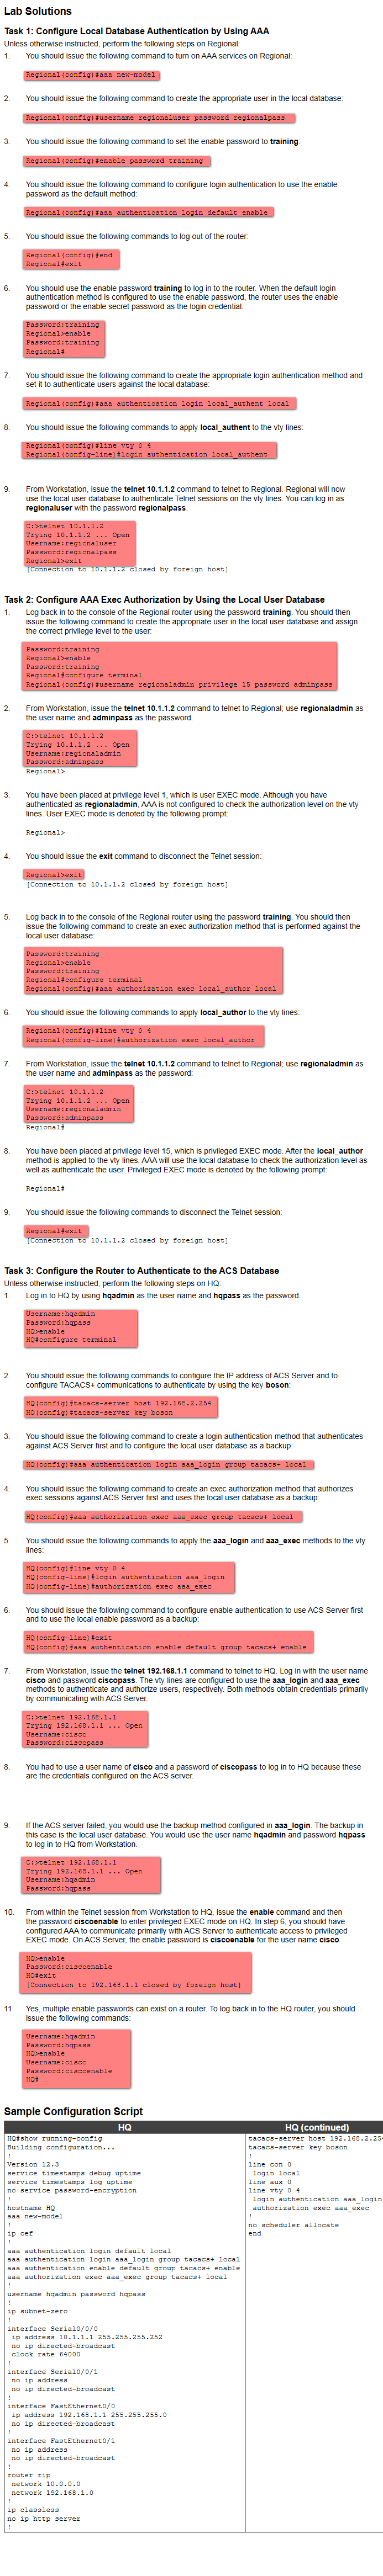 Lab Solutions
Task 1: Configure Local Database Authentication by Using AAA
Unless otherwise instructed, perform the following steps on Regional:
1. You should issue the following command to turn on AAA services on Regional:
Regional(config)#aaa new-model
2. You should issue the following command to create the appropriate user in the local database:
Regional(config)#username regionaluser password regionalpass
3. You should issue the following command to set the enable password to training:
Regional(config)#enable password training
4. You should issue the following command to configure login authentication to use the enable
password as the default method:
Regional(config)#aaa authentication login default enable
5. You should issue the following commands to log out of the router:
Regional(config)#end
Regional#exit
6. You should use the enable password training to log in to the router. When the default login
authentication method is configured to use the enable password, the router uses the enable
password or the enable secret password as the login credential.
Password:training
Regional>enable
Password:training
Regional#
7. You should issue the following command to create the appropriate login authentication method and
set it to authenticate users against the local database:
Regional(config)#aaa authentication login local_authent local
8. You should issue the following commands to apply local_authent to the vty lines:
Regional(config)#line vty 0 4
Regional(config-line)#login authentication local_authent
9. From Workstation, issue the telnet 10.1.1.2 command to telnet to Regional. Regional will now
use the local user database to authenticate Telnet sessions on the vty lines. You can log in as
regionaluser with the password regionalpass.
C:>telnet 10.1.1.2
Trying 10.1.1.2 ... Open
Username:regionaluser
Password:regionalpass
Regional>exit
[Connection to 10.1.1.2 closed by foreign host]
Task 2: Configure AAA Exec Authorization by Using the Local User Database
1. Log back in to the console of the Regional router using the password training. You should then
issue the following command to create the appropriate user in the local user database and assign
the correct privilege level to the user:
Password:training
Regional>enable
Password:training
Regional#configure terminal
Regional(config)#username regionaladmin privilege 15 password adminpass
2. From Workstation, issue the telnet 10.1.1.2 command to telnet to Regional; use regionaladmin as
the user name and adminpass as the password.
C:>telnet 10.1.1.2
Trying 10.1.1.2 ... Open
Username:regionaladmin
Password:adminpass
Regional>
3. You have been placed at privilege level 1, which is user EXEC mode. Although you have
authenticated as regionaladmin, AAA is not configured to check the authorization level on the vty
lines. User EXEC mode is denoted by the following prompt:
Regional>
4. You should issue the exit command to disconnect the Telnet session:
Regional>exit
[Connection to 10.1.1.2 closed by foreign host]
5. Log back in to the console of the Regional router using the password training. You should then
issue the following command to create an exec authorization method that is performed against the
local user database:
Password:training
Regional>enable
Password:training
Regional#configure terminal
Regional(config)#aaa authorization exec local_author local
6. You should issue the following commands to apply local_author to the vty lines:
Regional(config)#line vty 0 4
Regional(config-line)#authorization exec local_author
7. From Workstation, issue the telnet 10.1.1.2 command to telnet to Regional; use regionaladmin as
the user name and adminpass as the password:
C:>telnet 10.1.1.2
Trying 10.1.1.2 ... Open
Username:regionaladmin
Password:adminpass
Regional#
8. You have been placed at privilege level 15, which is privileged EXEC mode. After the local_author
method is applied to the vty lines, AAA will use the local database to check the authorization level as
well as authenticate the user. Privileged EXEC mode is denoted by the following prompt:
Regional#
9. You should issue the following commands to disconnect the Telnet session:
Regional#exit
[Connection to 10.1.1.2 closed by foreign host]
Task 3: Configure the Router to Authenticate to the ACS Database
Unless otherwise instructed, perform the following steps on HQ:
1. Log in to HQ by using hqadmin as the user name and hqpass as the password.
Username:hqadmin
Password:hqpass
HQ>enable
HQ#configure terminal
2. You should issue the following commands to configure the IP address of ACS Server and to
configure TACACS+ communications to authenticate by using the key boson:
HQ(config)#tacacs-server host 192.168.2.254
HQ(config)#tacacs-server key boson
3. You should issue the following command to create a login authentication method that authenticates
against ACS Server first and to configure the local user database as a backup:
HQ(config)#aaa authentication login aaa_login group tacacs+ local
4. You should issue the following command to create an exec authorization method that authorizes
exec sessions against ACS Server first and uses the local user database as a backup:
HQ(config)#aaa authorization exec aaa_exec group tacacs+ local
5. You should issue the following commands to apply the aaa_login and aaa_exec methods to the vty
lines:
HQ(config)#line vty 0 4
HQ(config-line)#login authentication aaa_login
HQ(config-line)#authorization exec aaa_exec
6. You should issue the following command to configure enable authentication to use ACS Server first
and to use the local enable password as a backup:
HQ(config-line)#exit
HQ(config)#aaa authentication enable default group tacacs+ enable
7. From Workstation, issue the telnet 192.168.1.1 command to telnet to HQ. Log in with the user name
cisco and password ciscopass. The vty lines are configured to use the aaa_login and aaa_exec
methods to authenticate and authorize users, respectively. Both methods obtain credentials primarily
by communicating with ACS Server.
C:>telnet 192.168.1.1
Trying 192.168.1.1 ... Open
Username:cisco
Password:ciscopass
8. You had to use a user name of cisco and a password of ciscopass to log in to HQ because these
are the credentials configured on the ACS server.
9. If the ACS server failed, you would use the backup method configured in aaa_login. The backup in
this case is the local user database. You would use the user name hqadmin and password hqpass
to log in to HQ from Workstation.
C:>telnet 192.168.1.1
Trying 192.168.1.1 ... Open
Username:hqadmin
Password:hqpass
10. From within the Telnet session from Workstation to HQ, issue the enable command and then
the password ciscoenable to enter privileged EXEC mode on HQ. In step 6, you should have
configured AAA to communicate primarily with ACS Server to authenticate access to privileged
EXEC mode. On ACS Server, the enable password is ciscoenable for the user name cisco.
HQ>enable
Password:ciscoenable
HQ#exit
[Connection to 192.168.1.1 closed by foreign host]
11. Yes, multiple enable passwords can exist on a router. To log back in to the HQ router, you should
issue the following commands:
Username:hqadmin
Password:hqpass
HQ>enable
Username:cisco
Password:ciscoenable
HQ#
Sample Configuration Script
HQ
HQ#show running-config
Building configuration...
!
Version 12.3
service timestamps debug uptime
service timestamps log uptime
no service password-encryption
!
hostname HQ
aaa new-model
!
ip cef
!
aaa authentication login default local
aaa authentication login aaa_login group tacacs+ local
aaa authentication enable default group tacacs+ enable
aaa authorization exec aaa_exec group tacacs+ local
!
username hqadmin password hqpass
!
ip subnet-zero
!
interface Serial0/0/0
ip address 10.1.1.1 255.255.255.252
no ip directed-broadcast
clock rate 64000
!
interface Serial0/0/1
no ip address
no ip directed-broadcast
!
interface FastEthernet0/0
ip address 192.168.1.1 255.255.255.0
no ip directed-broadcast
!
interface FastEthernet0/1
no ip address
no ip directed-broadcast
!
router rip
network 10.0.0.0
network 192.168.1.0
!
ip classless
no ip http server
!
HQ (continued)
tacacs-server host 192.168.2.254
tacacs-server key boson
!
line con 0
login local
line aux 0
line vty 0 4
login authentication aaa_login
authorization exec aaa_exec
!
no scheduler allocate
end